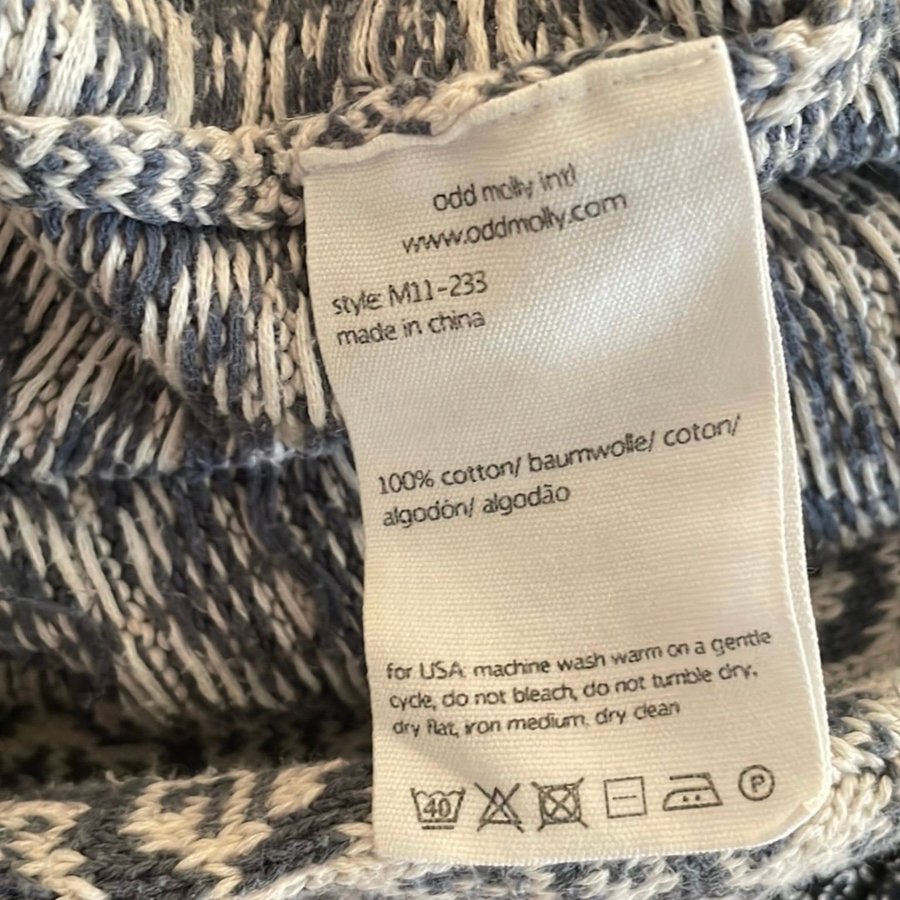 odd molly int'l
www.oddmolly.com
style: M11-233
made in china
100% cotton/ baumwolle/ coton/
algodón/ algodão
for USA: machine wash warm on a gentle
cycle, do not bleach, do not tumble dry,
dry flat, iron medium, dry clean
40 P